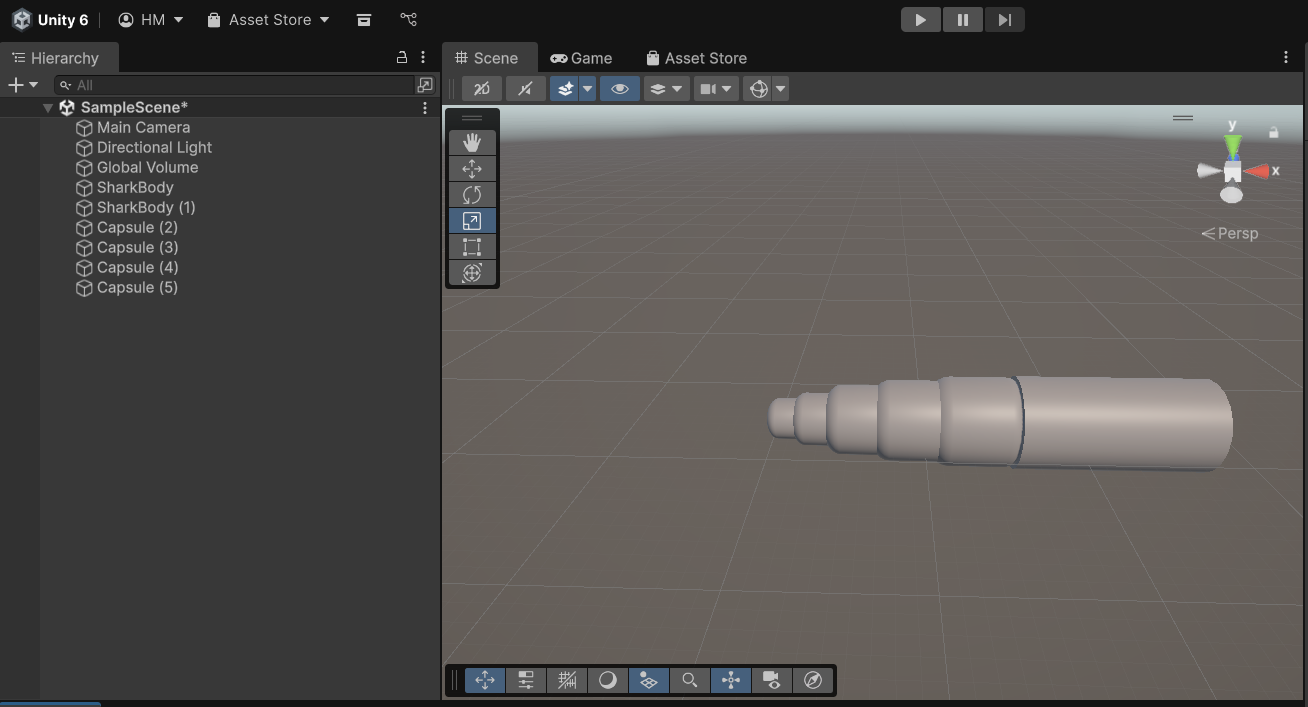 Unity 6 HM Asset Store
Hierarchy
All
SampleScene*
Main Camera
Directional Light
Global Volume
SharkBody
SharkBody (1)
Capsule (2)
Capsule (3)
Capsule (4)
Capsule (5)
Scene Game Asset Store
2D
y
x
Persp